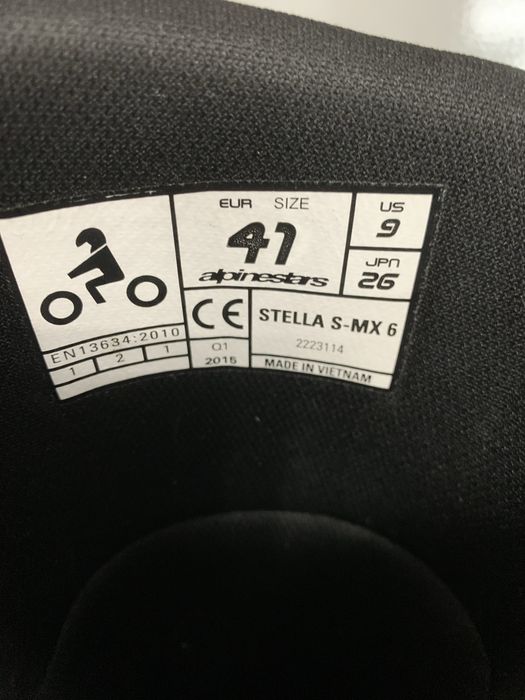 EUR SIZE
41
alpinestars
US
9
JPN
26
EN13634:2010
1 2 1
CE
Q1
2015
STELLA S-MX 6
2223114
MADE IN VIETNAM